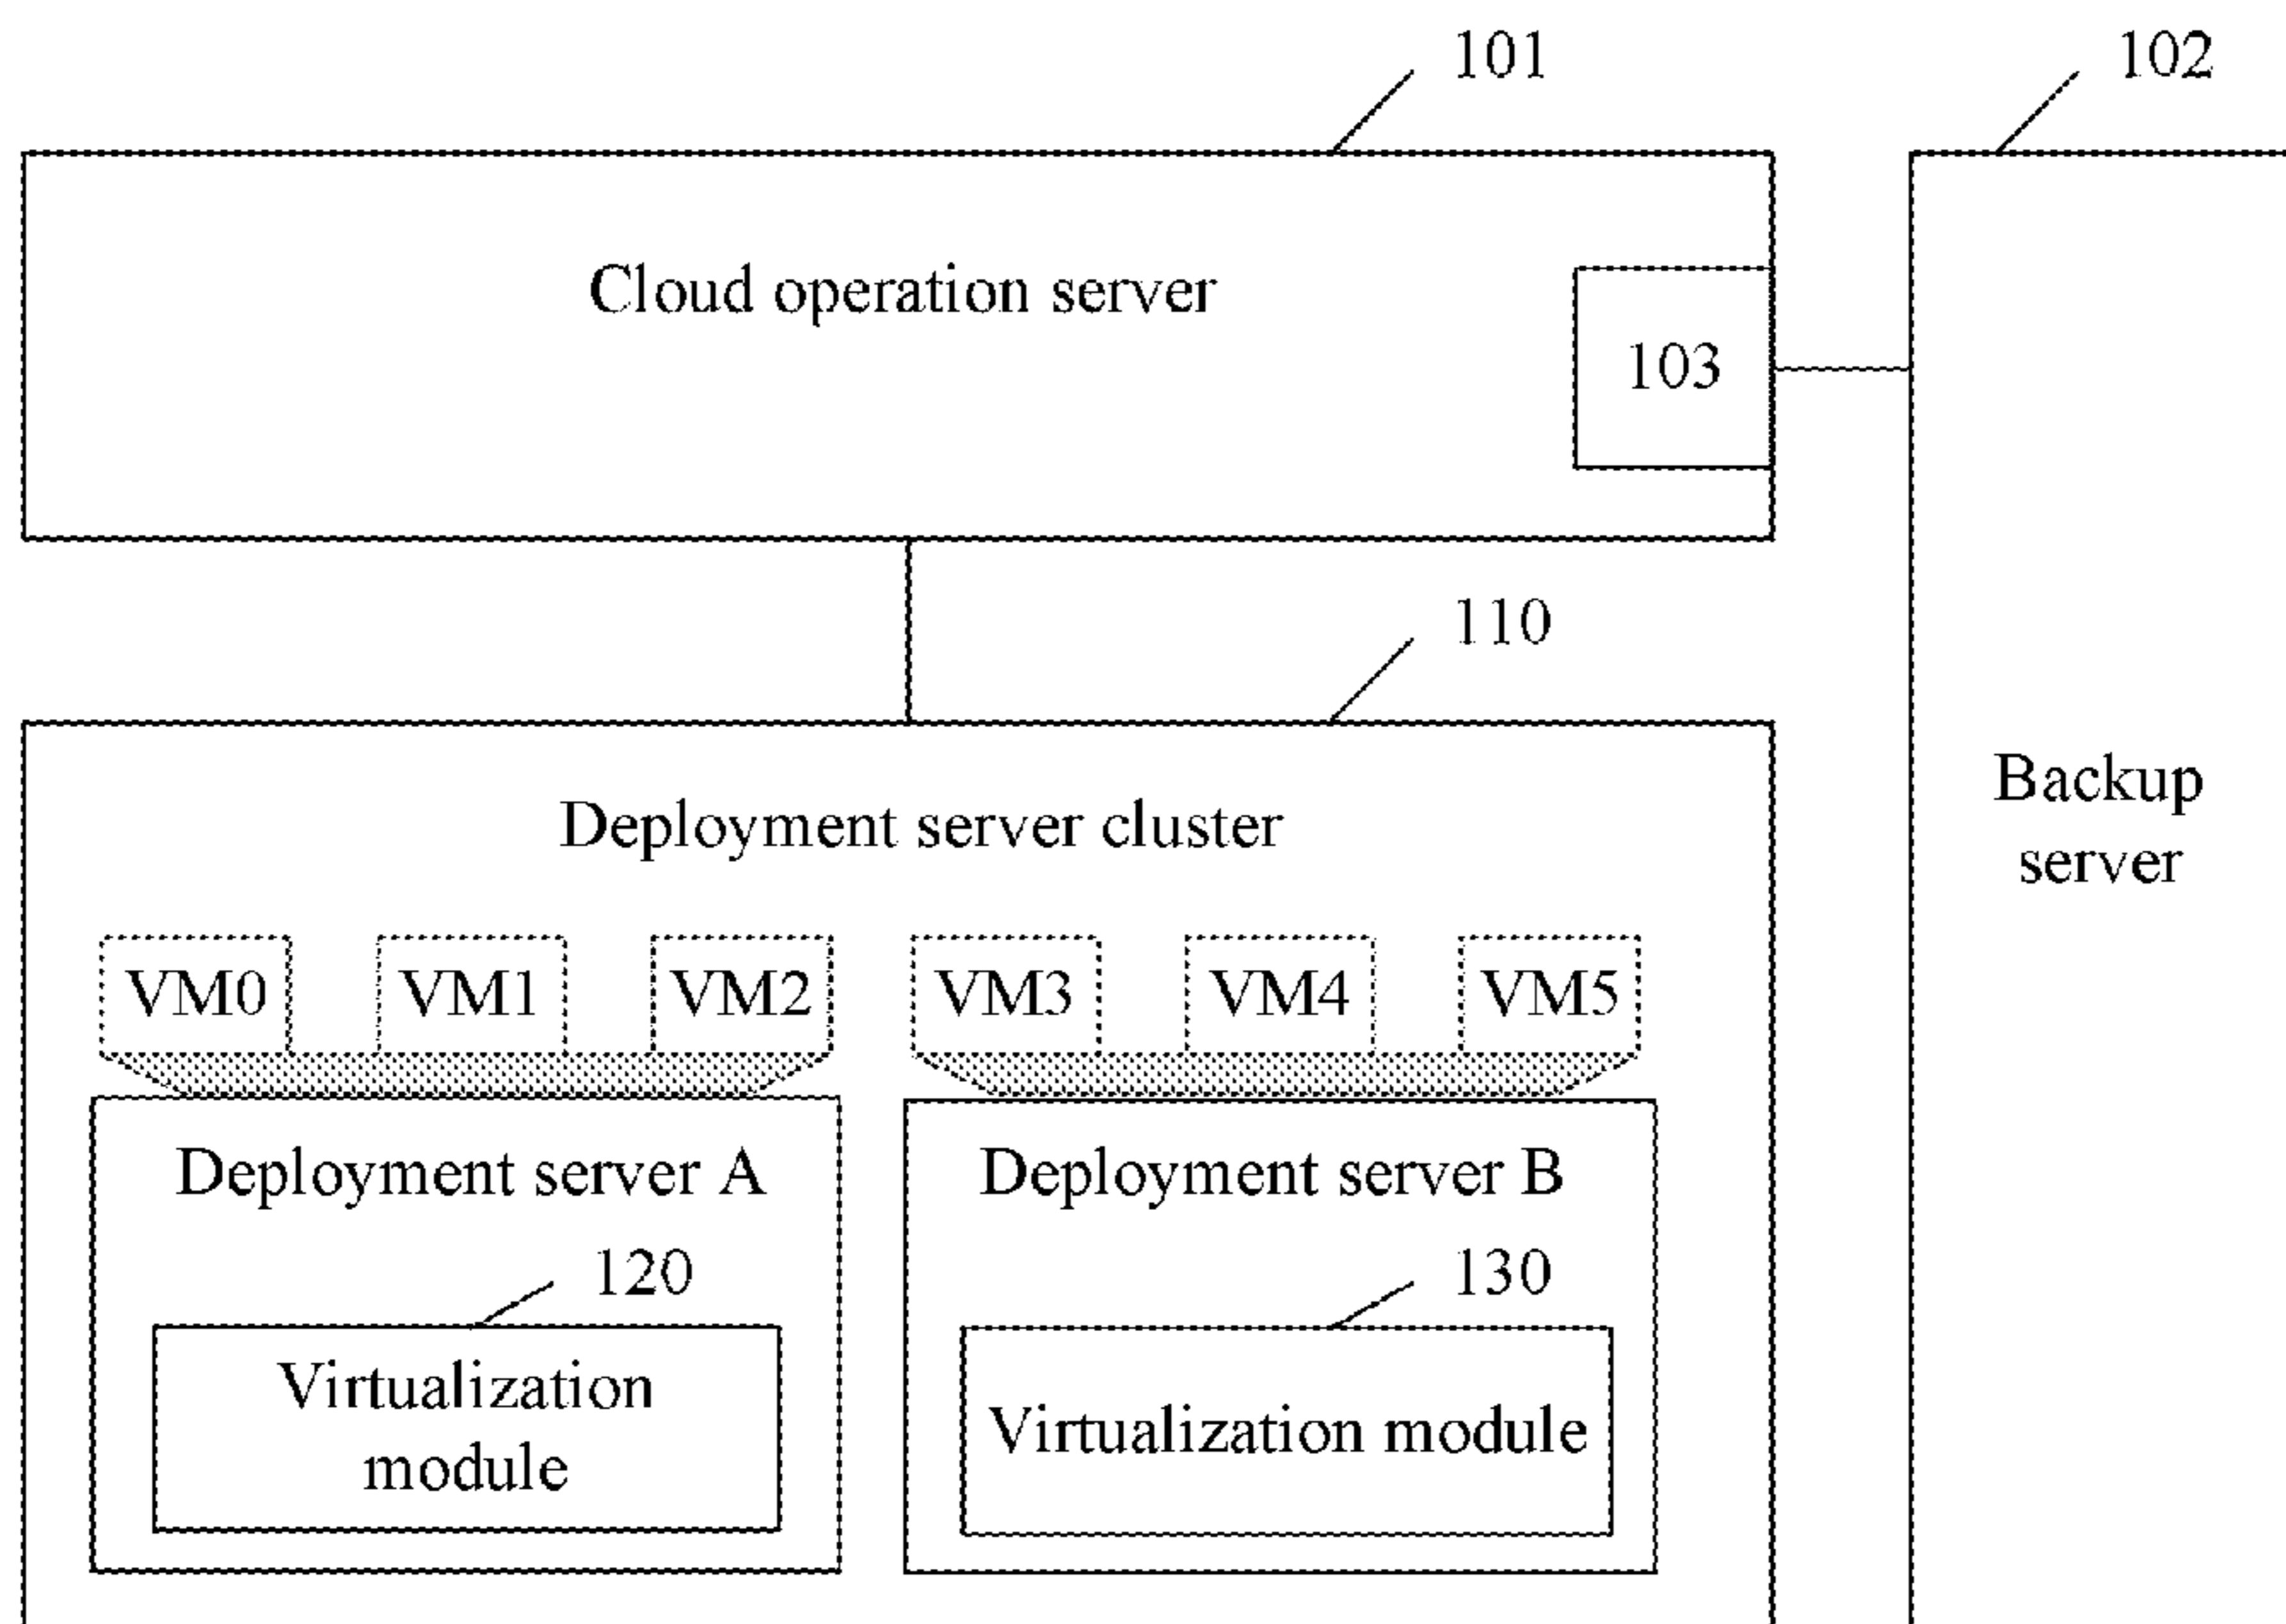 101
102
Cloud operation server
103
110
Deployment server cluster
Backup
server
VM0 VM1 VM2 VM3 VM4 VM5
Deployment server A
Deployment server B
120
130
Virtualization
module
Virtualization module